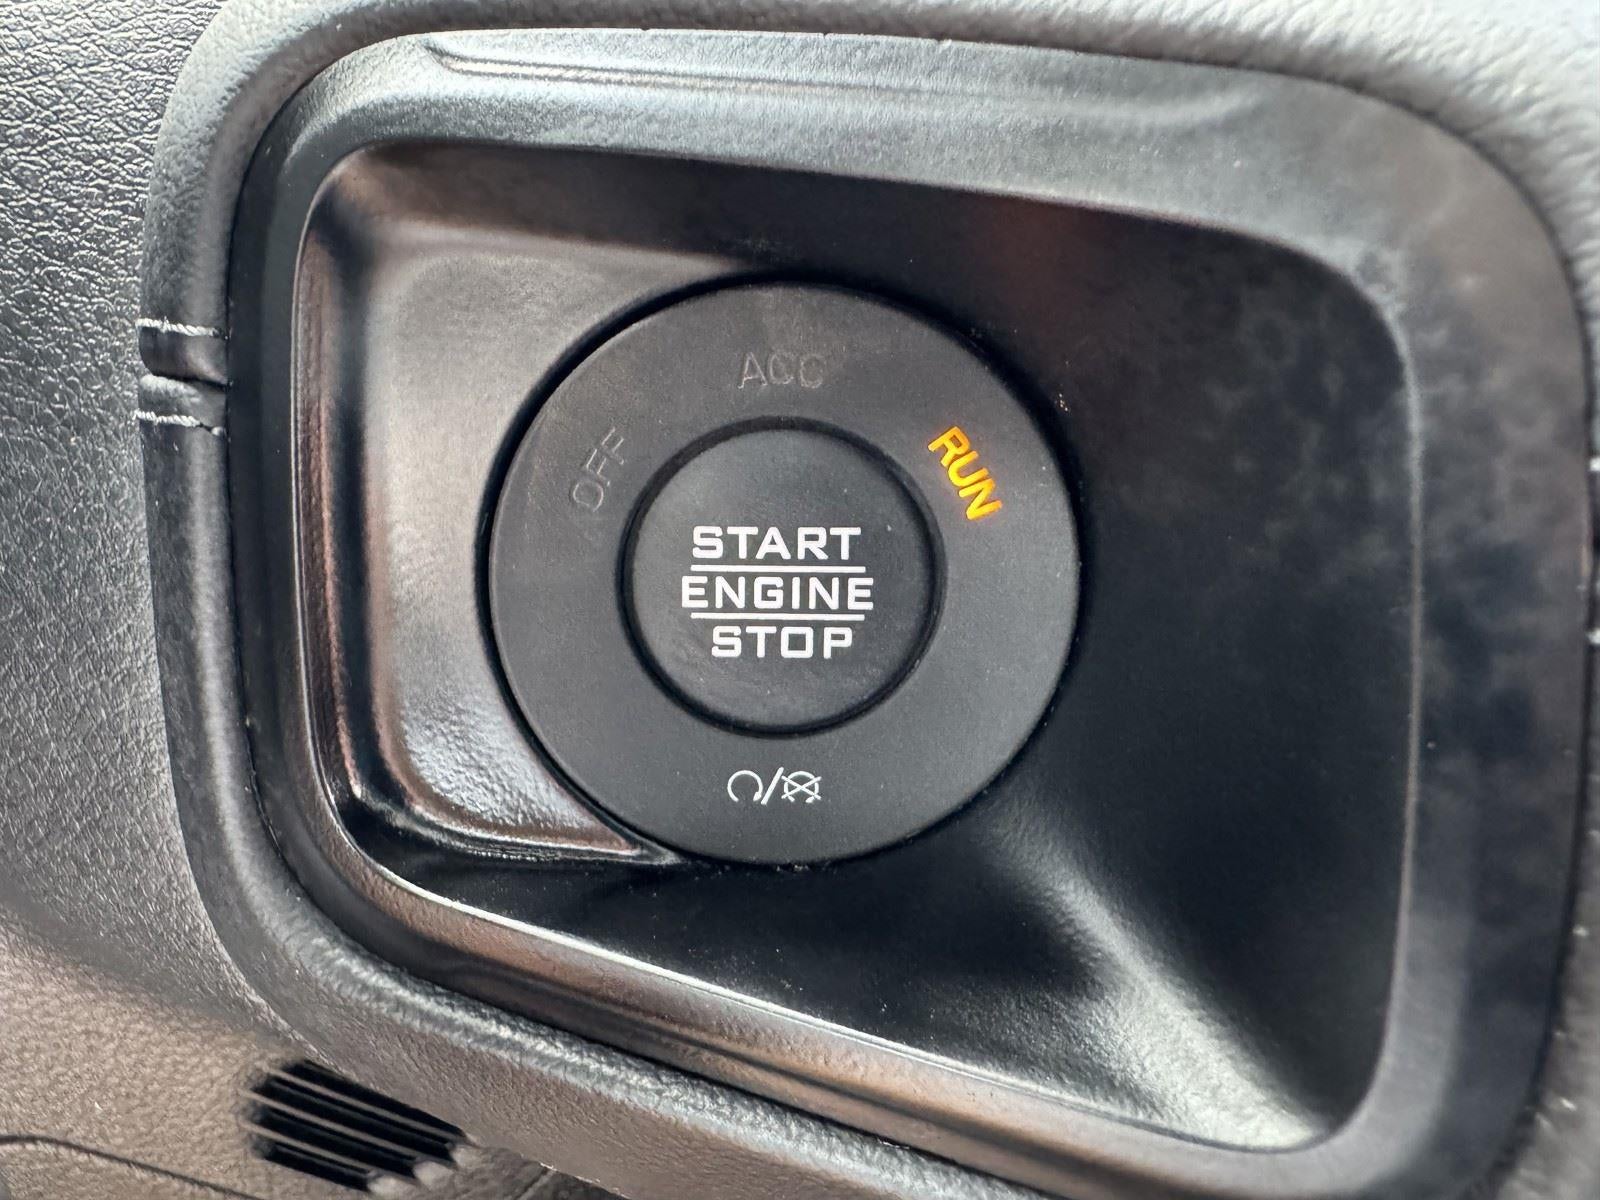 ACC
OFF
RUN
START
ENGINE
STOP